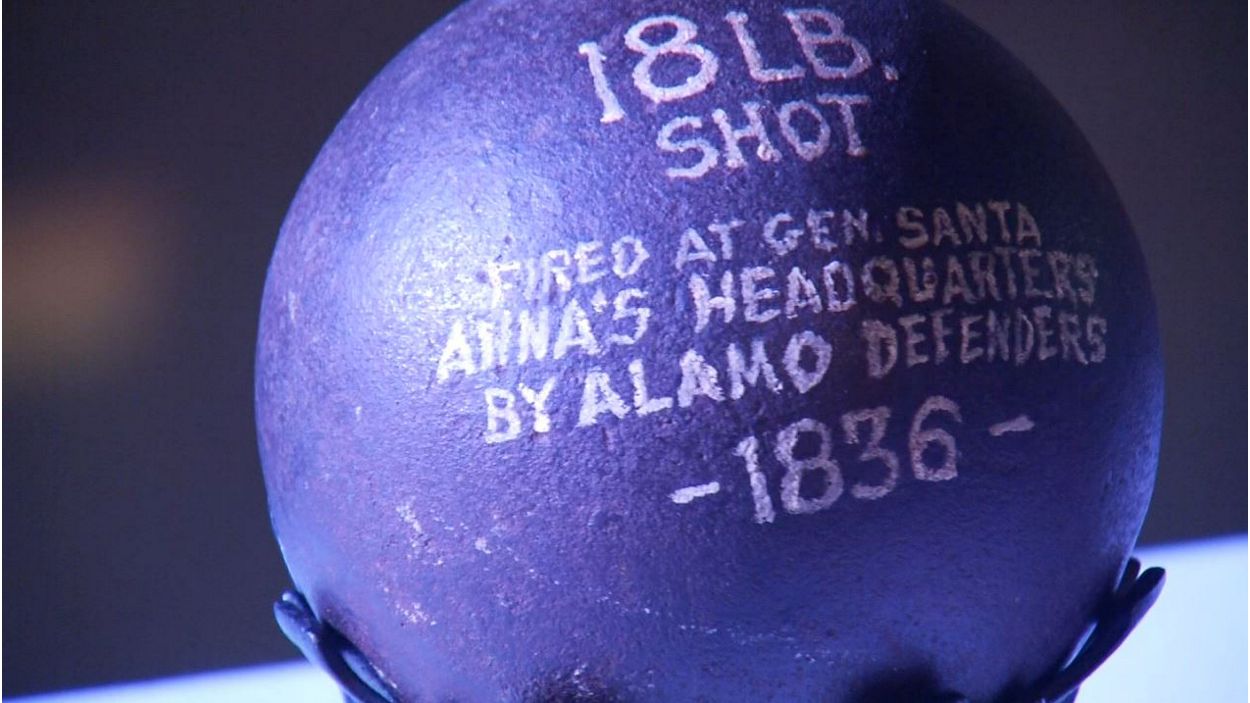 18 LB.
SHOT
FIRED AT GEN. SANTA
ANNA'S HEADQUARTERS
BY ALAMO DEFENDERS
-1836-